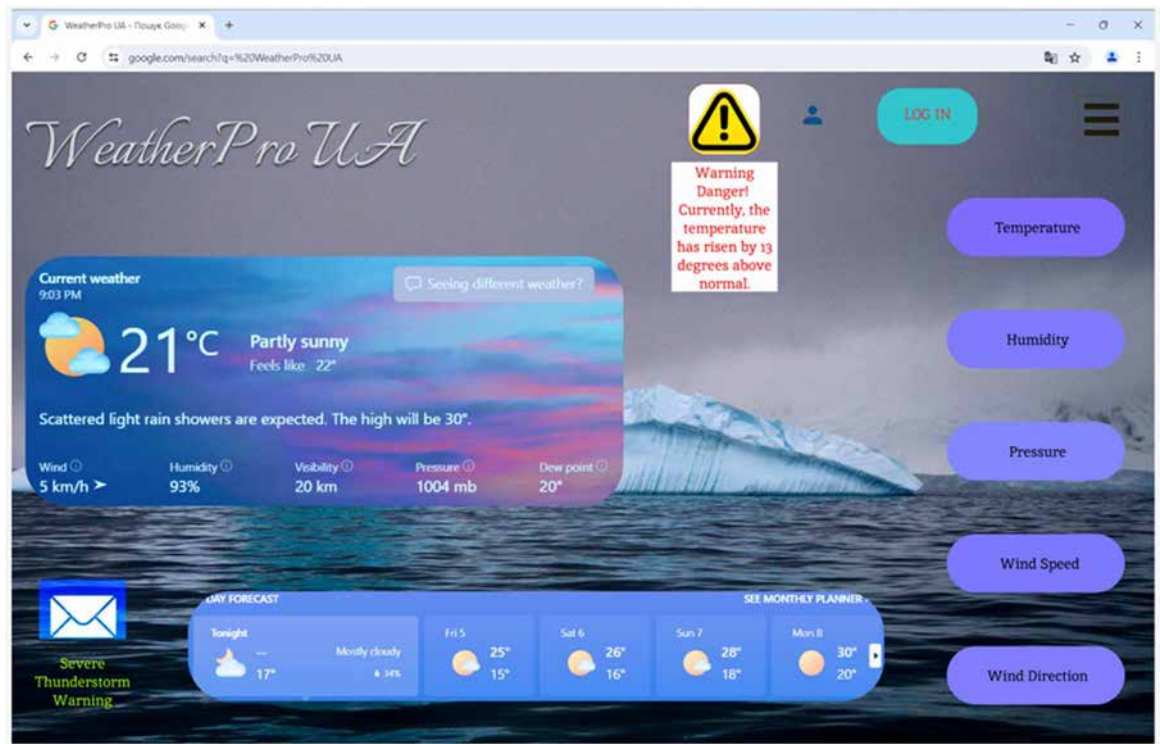 WeatherPro UA - Пошук Goog
google.com/search?q=%20WeatherPro%20UA
WeatherPro UA
LOG IN
Warning
Danger!
Currently, the
temperature
has risen by 13
degrees above
normal.
Temperature
Humidity
Pressure
Wind Speed
Wind Direction
Current weather
9:03 PM
Seeing different weather?
21°C
Partly sunny
Feels like 22°
Scattered light rain showers are expected. The high will be 30°.
Wind Humidity Visibility Pressure Dew point
5 km/h 93% 20 km 1004 mb 20°
Severe
Thunderstorm
Warning
DAY FORECAST SEE MONTHLY PLANNER
Tonight Fri 5 Sat 6 Sun 7 Mon 8
-- Mostly cloudy 25° 26° 28° 30°
17° 34% 15° 16° 18° 20°